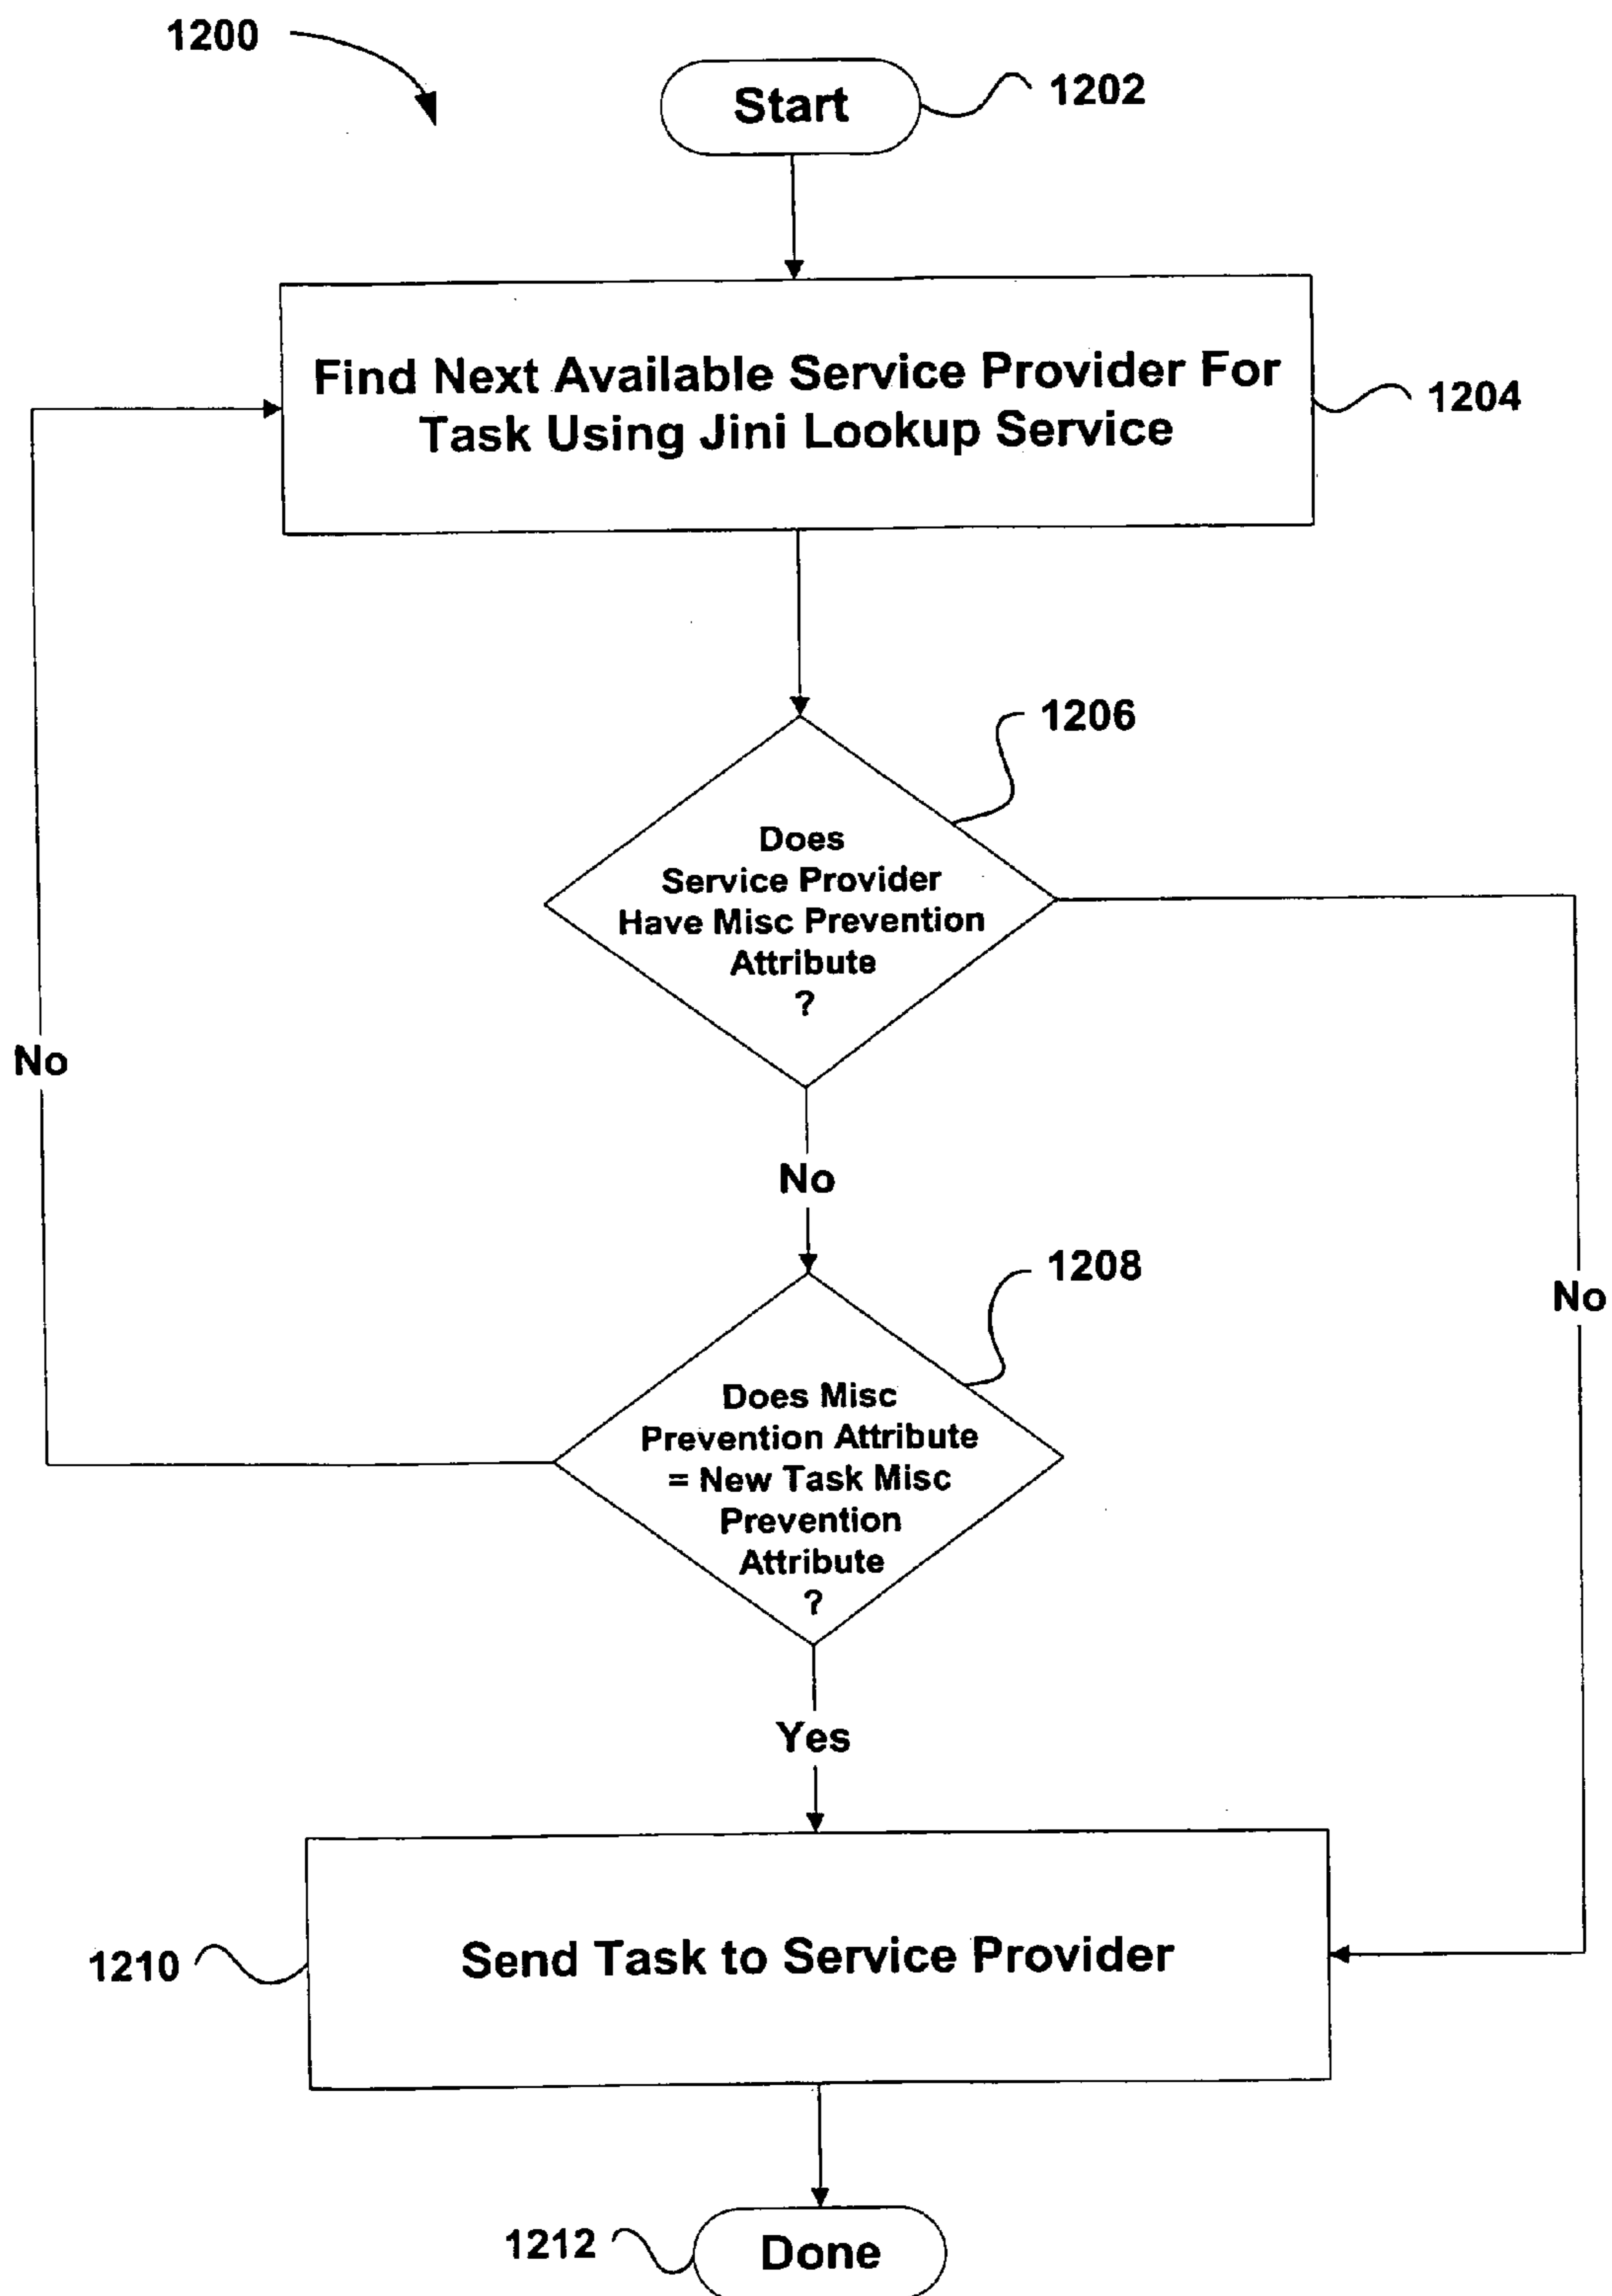 1200
Start
1202
Find Next Available Service Provider For
Task Using Jini Lookup Service
1204
1206
Does
Service Provider
Have Misc Prevention
Attribute
?
No
No
No
1208
Does Misc
Prevention Attribute
= New Task Misc
Prevention
Attribute
?
Yes
1210
Send Task to Service Provider
1212
Done